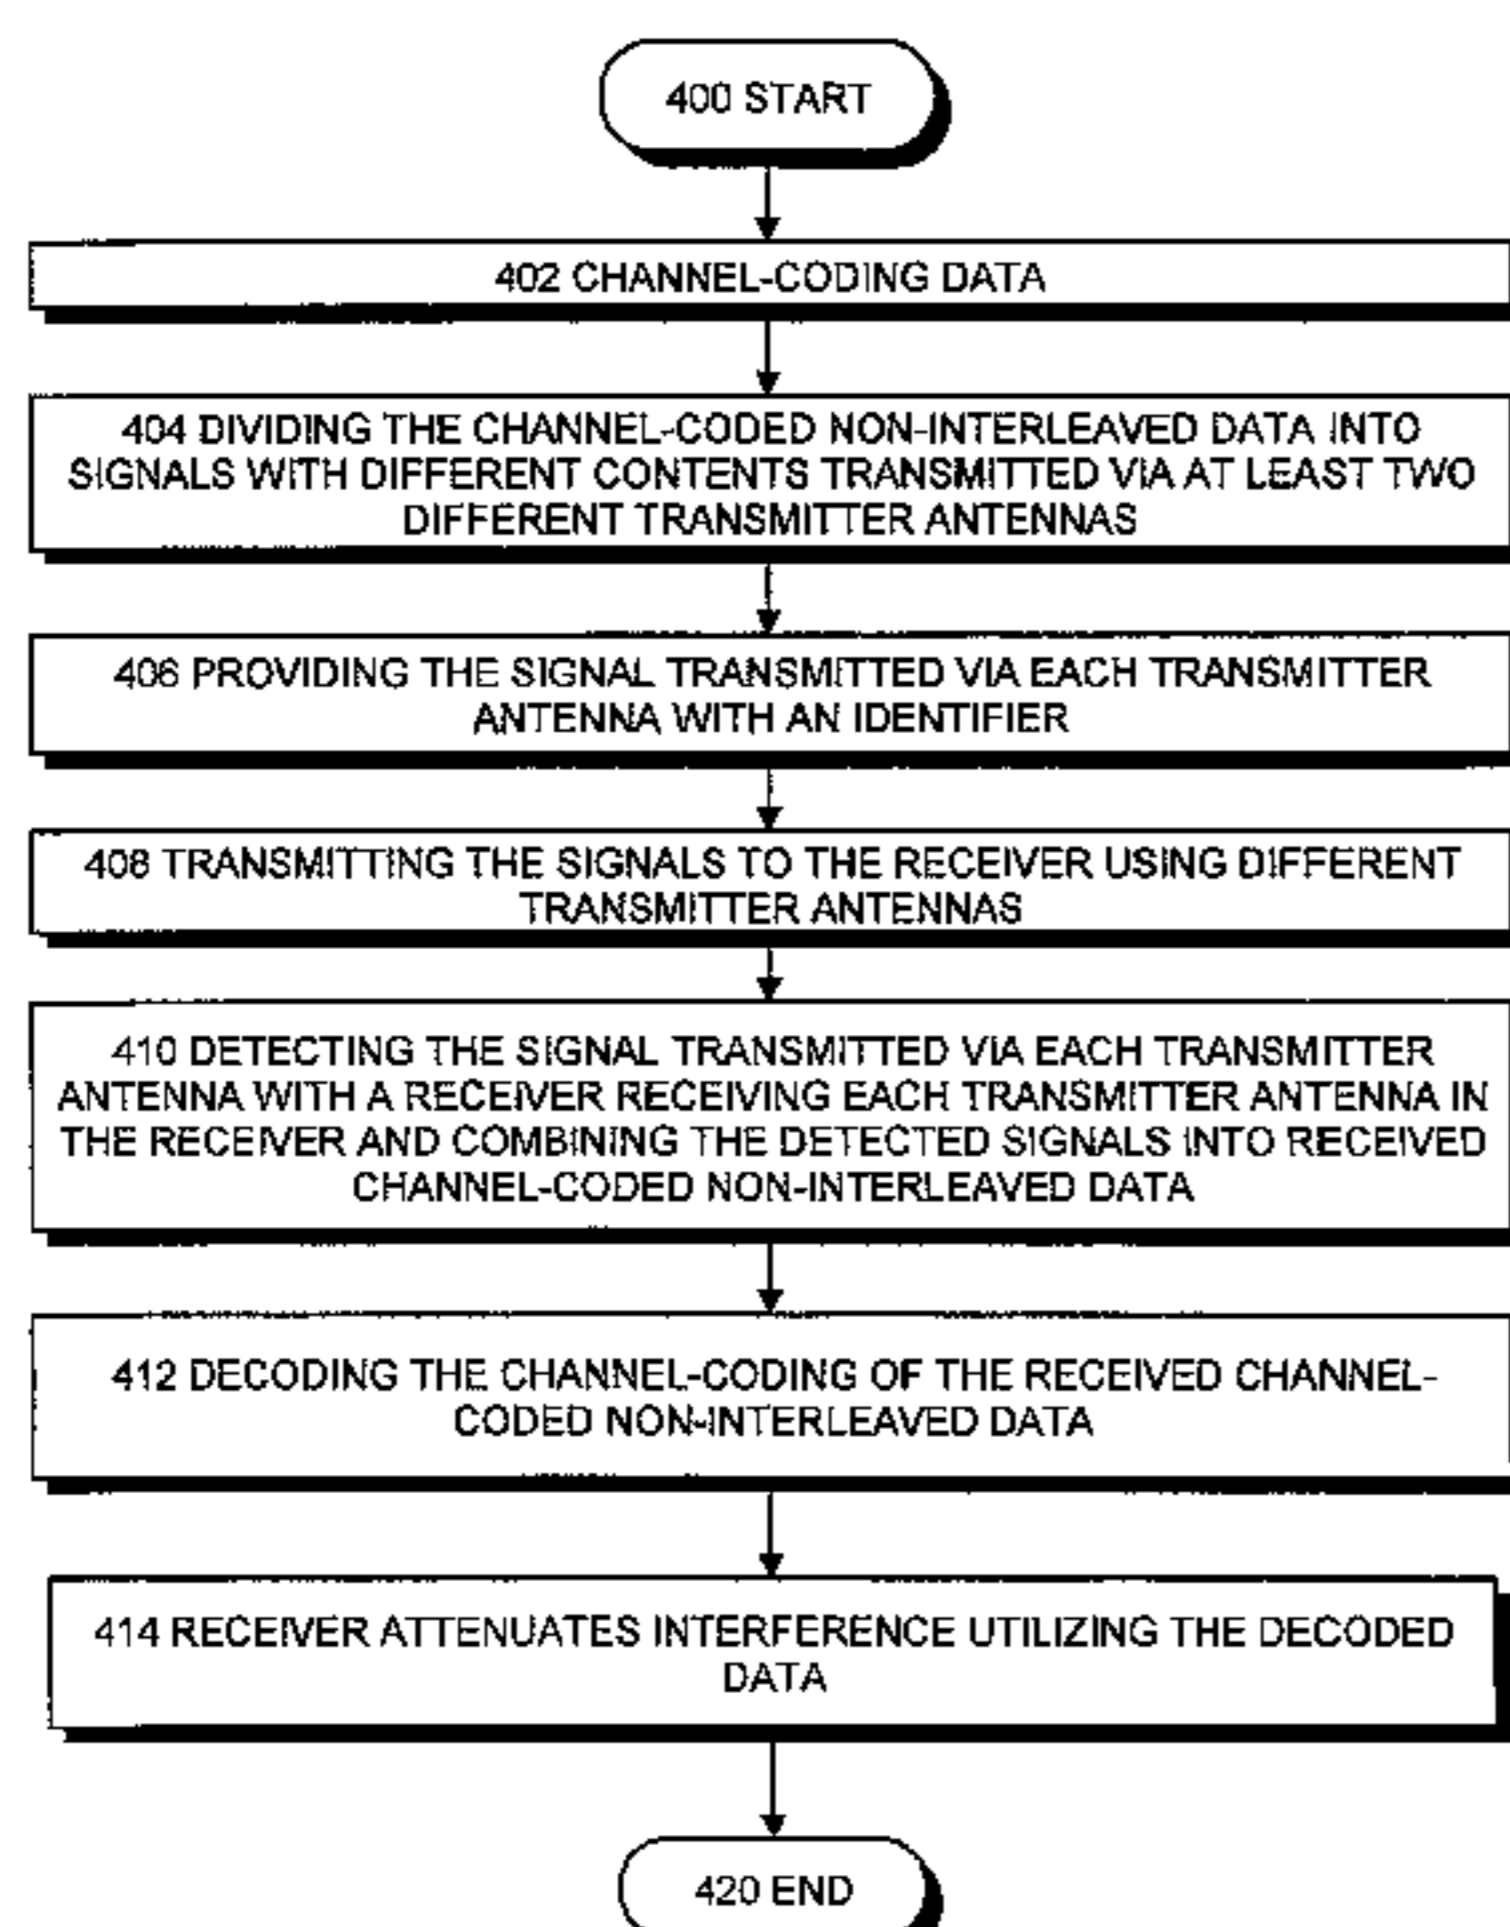 400 START
402 CHANNEL-CODING DATA
404 DIVIDING THE CHANNEL-CODED NON-INTERLEAVED DATA INTO
SIGNALS WITH DIFFERENT CONTENTS TRANSMITTED VIA AT LEAST TWO
DIFFERENT TRANSMITTER ANTENNAS
406 PROVIDING THE SIGNAL TRANSMITTED VIA EACH TRANSMITTER
ANTENNA WITH AN IDENTIFIER
408 TRANSMITTING THE SIGNALS TO THE RECEIVER USING DIFFERENT
TRANSMITTER ANTENNAS
410 DETECTING THE SIGNAL TRANSMITTED VIA EACH TRANSMITTER
ANTENNA WITH A RECEIVER RECEIVING EACH TRANSMITTER ANTENNA IN
THE RECEIVER AND COMBINING THE DETECTED SIGNALS INTO RECEIVED
CHANNEL-CODED NON-INTERLEAVED DATA
412 DECODING THE CHANNEL-CODING OF THE RECEIVED CHANNEL-
CODED NON-INTERLEAVED DATA
414 RECEIVER ATTENUATES INTERFERENCE UTILIZING THE DECODED
DATA
420 END